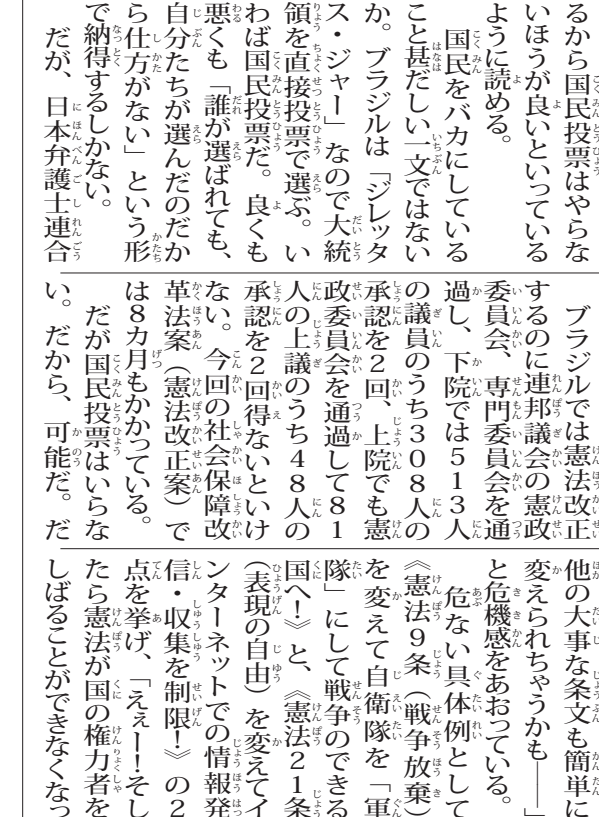 るから国民投票はやらな
いほうが良いといっている
ように読める。
国民をバカにしている
こと甚だしい一文ではない
か。ブラジルは「ジレッタ
ス・ジャー」なので大統
領を直接投票で選ぶ。い
わば国民投票だ。良くも
悪くも「誰が選ばれても、
自分たちが選んだのだか
ら仕方がない」という形
で納得するしかない。
だが、日本弁護士連合
ブラジルでは憲法改正
するのに連邦議会の憲政
委員会、専門委員会を通
過し、下院では513人
の議員のうち308人の
承認を2回、上院でも憲
政委員会を通過して81
人の上議のうち48人の
承認を2回得ないといけ
ない。今回の社会保障改
革法案（憲法改正案）で
は8カ月もかかっている。
だが国民投票はいらな
い。だから、可能だ。だ
他の大事な条文も簡単に
変えられちゃうかも――」
と危機感をあおっている。
危ない具体例として
《憲法9条（戦争放棄）
を変えて自衛隊を「軍
隊」にして戦争のできる
国へ！》と、《憲法21条
（表現の自由）を変えてイ
ンターネットでの情報発
信・収集を制限！》の2
点を挙げ、「えぇー！そし
たら憲法が国の権力者を
しばることができなくなっ